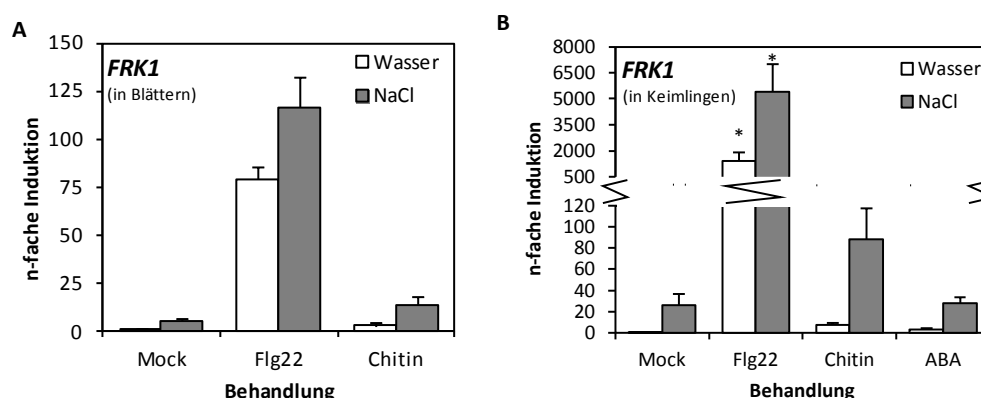 A
FRK1
(in Blättern)
Wasser
NaCl
n-fache Induktion
150
125
100
75
50
25
0
Mock
Flg22
Chitin
Behandlung
B
FRK1
(in Keimlingen)
Wasser
NaCl
n-fache Induktion
8000
6500
5000
3500
2000
500
*
*
n-fache Induktion
120
100
80
60
40
20
0
Mock
Flg22
Chitin
ABA
Behandlung